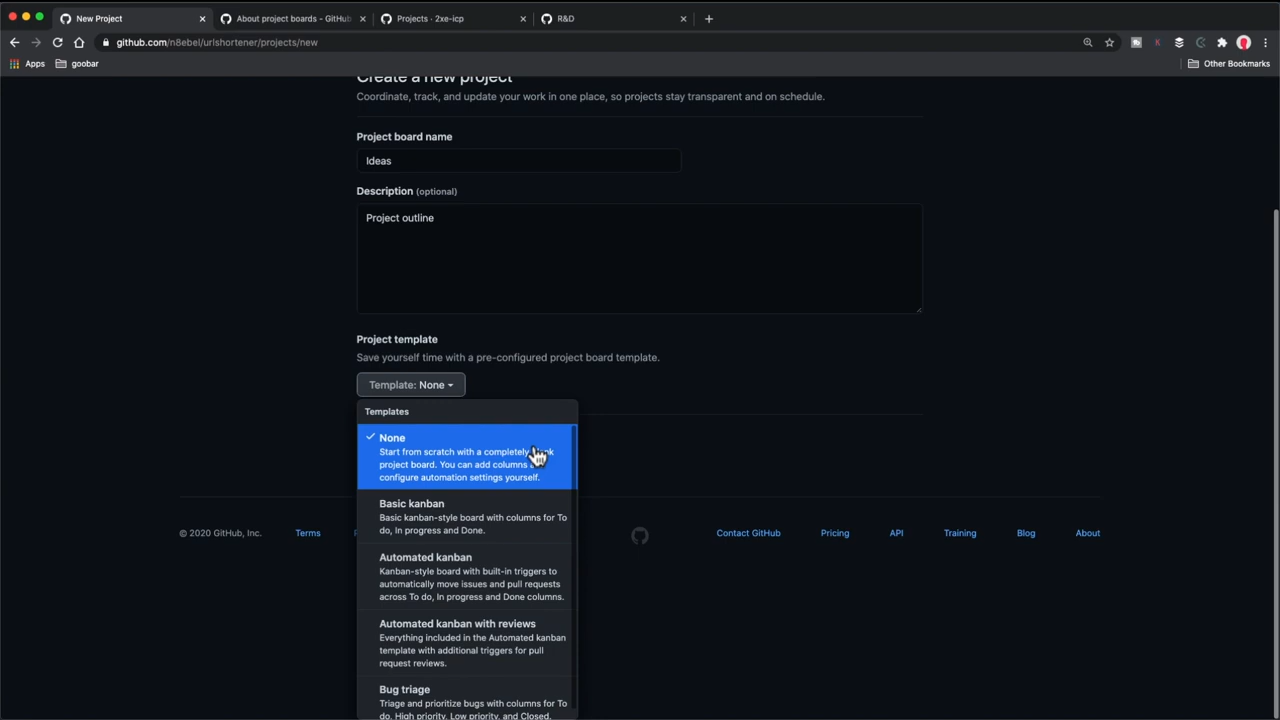 New Project
About project boards - GitHub
Projects · 2xe-icp
R&D
github.com/n8ebel/urlshortener/projects/new
Apps
goobar
Other Bookmarks
Create a new project
Coordinate, track, and update your work in one place, so projects stay transparent and on schedule.
Project board name
Ideas
Description (optional)
Project outline
Project template
Save yourself time with a pre-configured project board template.
Template: None
Templates
None
Start from scratch with a completely
project board. You can add columns
configure automation settings yourself.
Basic kanban
Basic kanban-style board with columns for To
do, In progress and Done.
Automated kanban
Kanban-style board with built-in triggers to
automatically move issues and pull requests
across To do, In progress and Done columns.
Automated kanban with reviews
Everything included in the Automated kanban
template with additional triggers for pull
request reviews.
Bug triage
Triage and prioritize bugs with columns for To
do, High priority, Low priority, and Closed.
© 2020 GitHub, Inc.
Terms
Contact GitHub
Pricing
API
Training
Blog
About